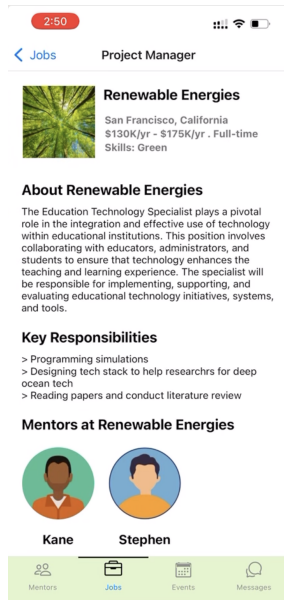 2:50
Jobs
Project Manager
Renewable Energies
San Francisco, California
$130K/yr - $175K/yr . Full-time
Skills: Green
About Renewable Energies
The Education Technology Specialist plays a pivotal
role in the integration and effective use of technology
within educational institutions. This position involves
collaborating with educators, administrators, and
students to ensure that technology enhances the
teaching and learning experience. The specialist will
be responsible for implementing, supporting, and
evaluating educational technology initiatives, systems,
and tools.
Key Responsibilities
> Programming simulations
> Designing tech stack to help researchrs for deep
ocean tech
> Reading papers and conduct literature review
Mentors at Renewable Energies
Kane
Stephen
Mentors
Jobs
Events
Messages